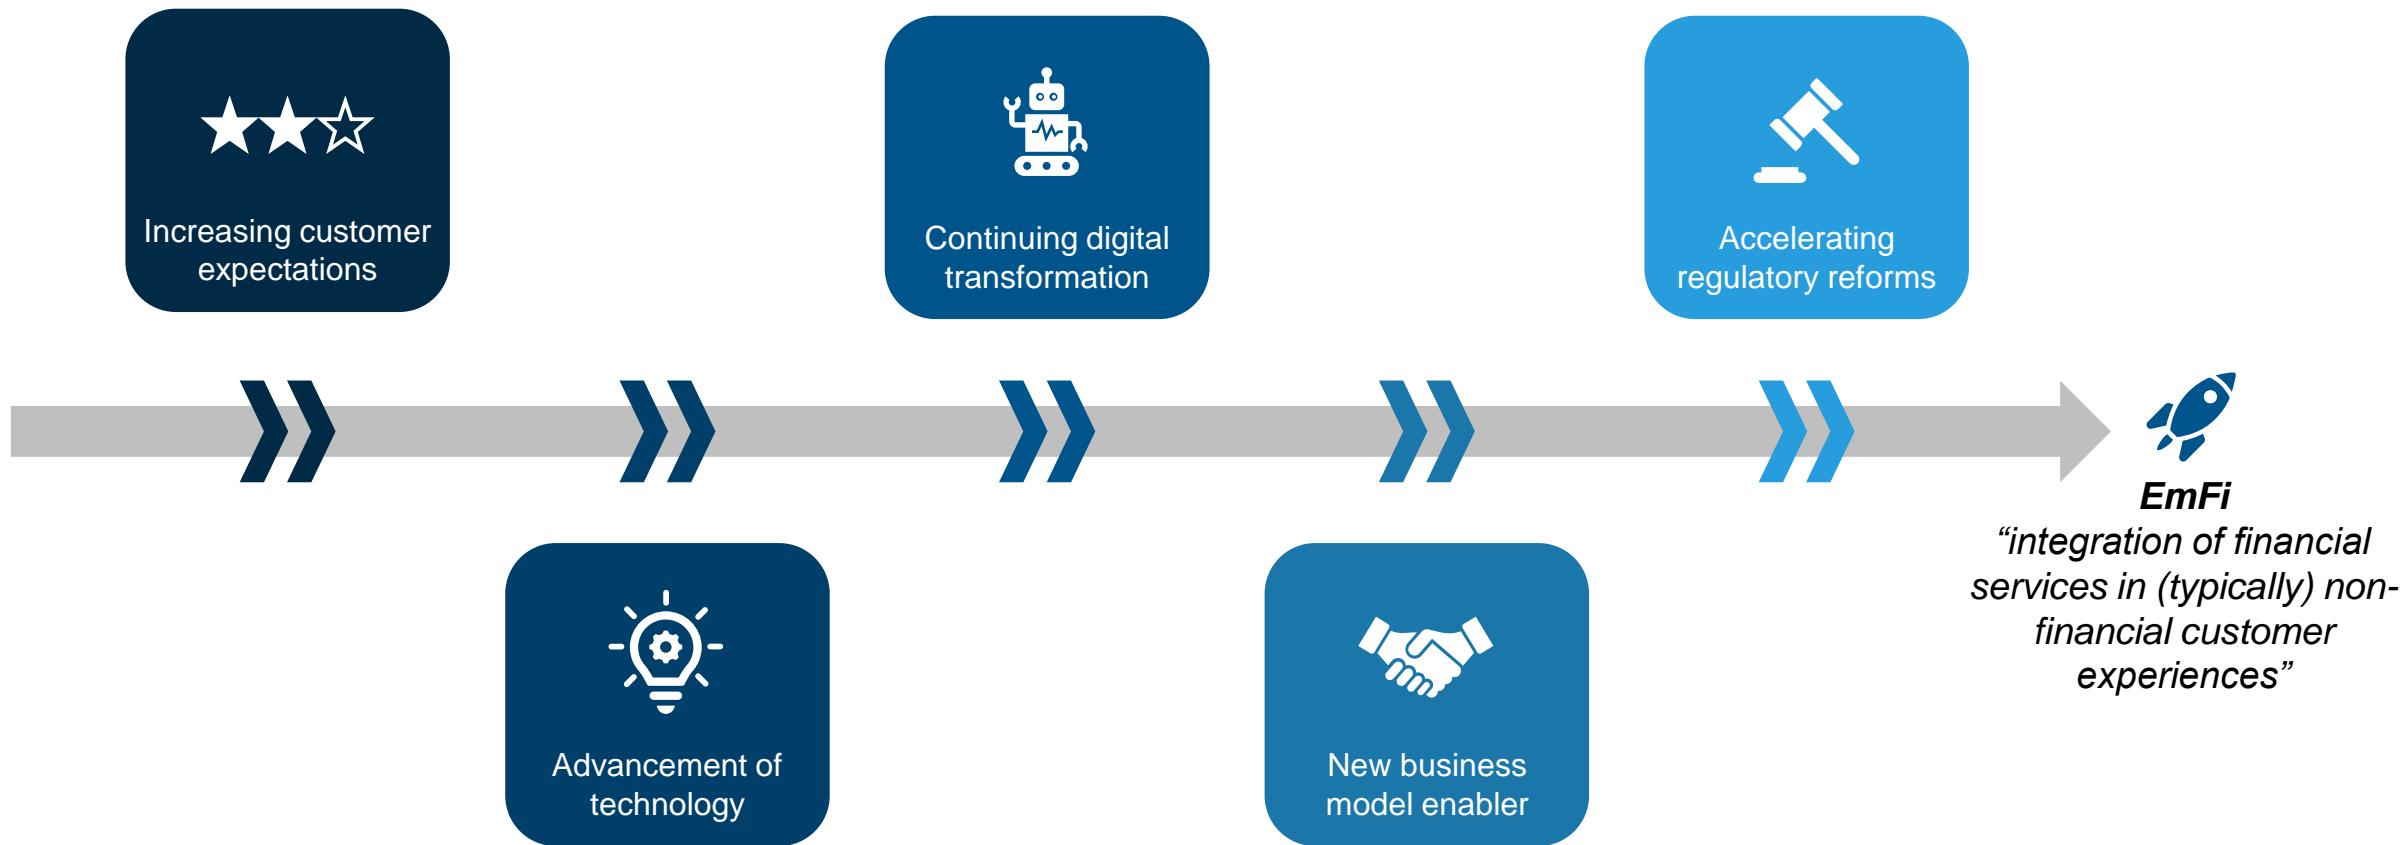 Increasing customer
expectations
Advancement of
technology
Continuing digital
transformation
New business
model enabler
Accelerating
regulatory reforms
EmFi
“integration of financial
services in (typically) non-
financial customer
experiences”